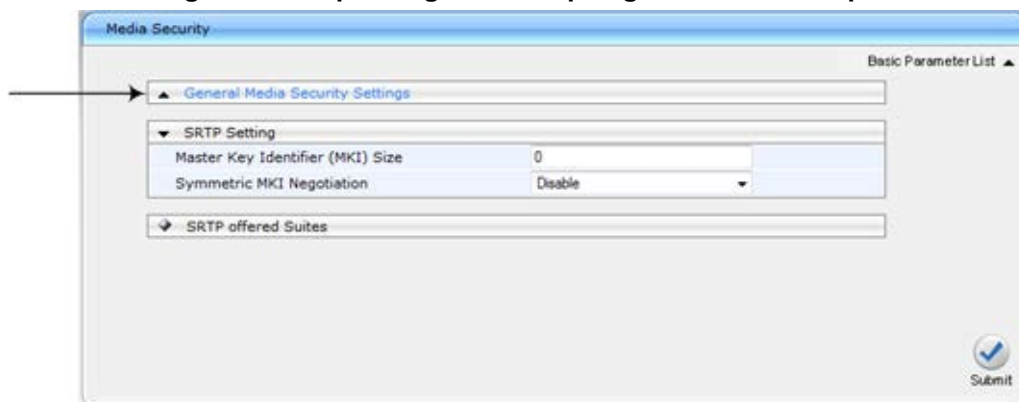 Media Security
Basic Parameter List
General Media Security Settings
SRTP Setting
Master Key Identifier (MKI) Size 0
Symmetric MKI Negotiation Disable
SRTP offered Suites
Submit